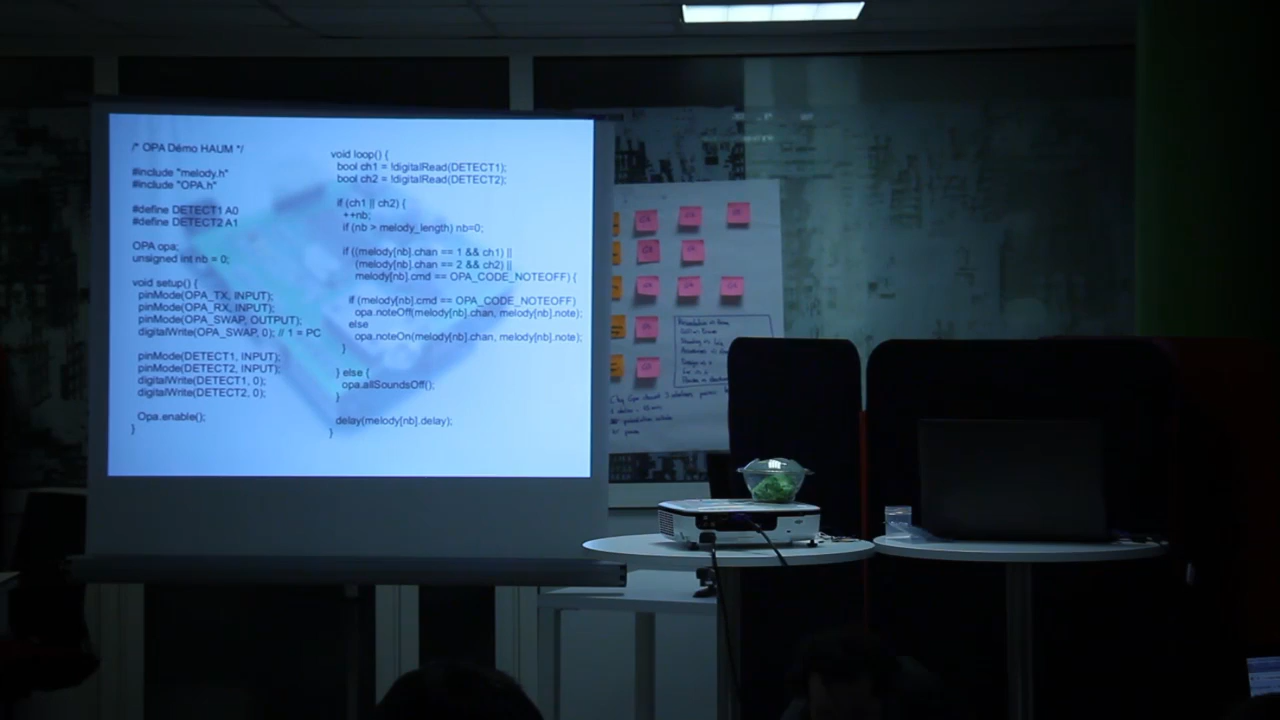 /* OPA Démo HAUM */
#include "melody.h"
#include "OPA.h"
#define DETECT1 A0
#define DETECT2 A1
OPA opa;
unsigned int nb = 0;
void setup() {
pinMode(OPA_TX, INPUT);
pinMode(OPA_RX, INPUT);
pinMode(OPA_SWAP, OUTPUT);
digitalWrite(OPA_SWAP, 0); // 1 = PC
pinMode(DETECT1, INPUT);
pinMode(DETECT2, INPUT);
digitalWrite(DETECT1, 0);
digitalWrite(DETECT2, 0);
Opa.enable();
}
void loop() {
bool ch1 = !digitalRead(DETECT1);
bool ch2 = !digitalRead(DETECT2);
if (ch1 || ch2) {
++nb;
if (nb > melody_length) nb=0;
if ((melody[nb].chan == 1 && ch1) ||
(melody[nb].chan == 2 && ch2) ||
melody[nb].cmd == OPA_CODE_NOTEOFF) {
if (melody[nb].cmd == OPA_CODE_NOTEOFF)
opa.noteOff(melody[nb].chan, melody[nb].note);
else
opa.noteOn(melody[nb].chan, melody[nb].note);
}
} else {
opa.allSoundsOff();
}
delay(melody[nb].delay);
}